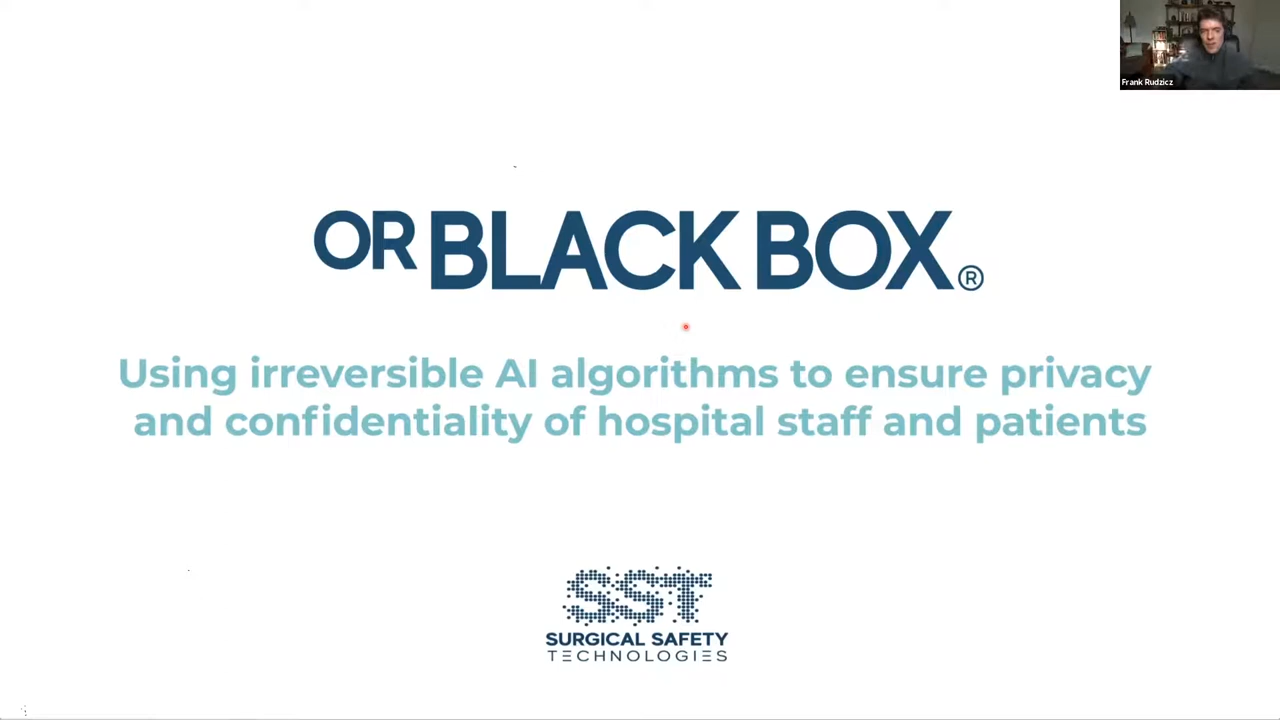 Frank Rudzicz
OR BLACK BOX®
Using irreversible AI algorithms to ensure privacy
and confidentiality of hospital staff and patients
SST
SURGICAL SAFETY
TECHNOLOGIES